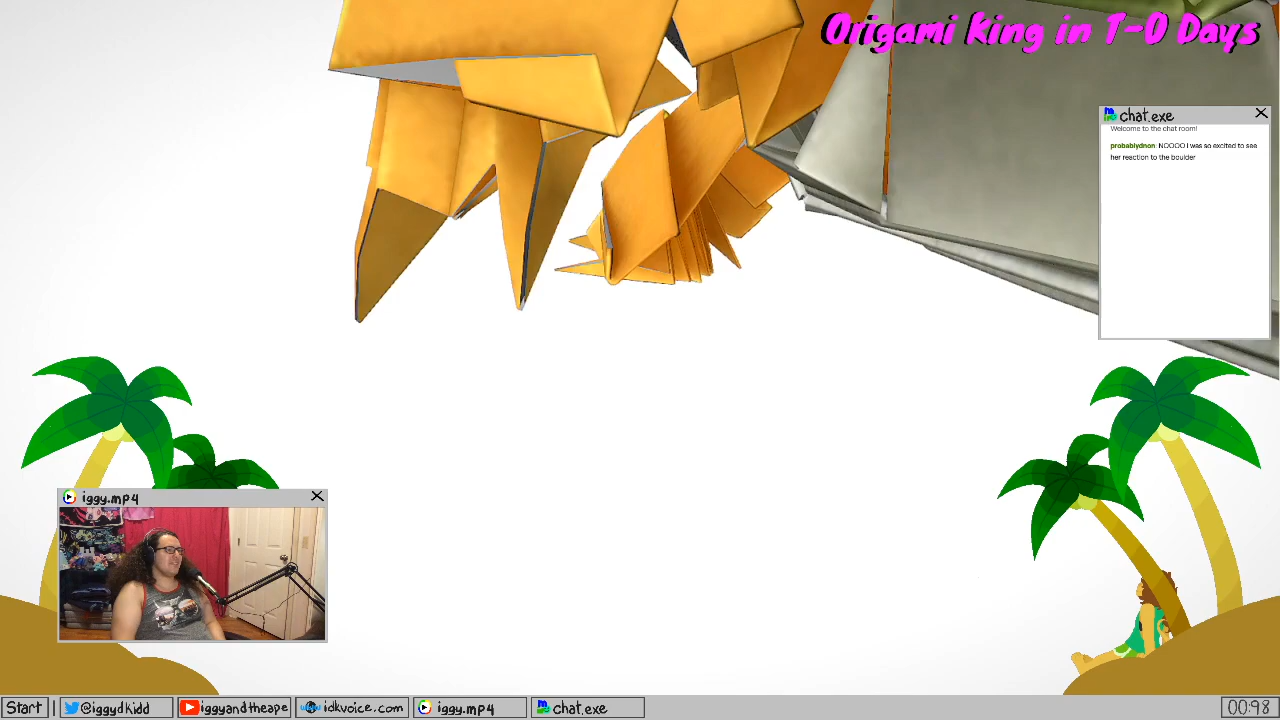 Origami King in T-0 Days
chat.exe
Welcome to the chat room!
probablydnon: NOOOO I was so excited to see
her reaction to the boulder
iggy.mp4
Start | @iggydkidd iggyandtheape www idkvoice.com iggy.mp4 chat.exe 00:98